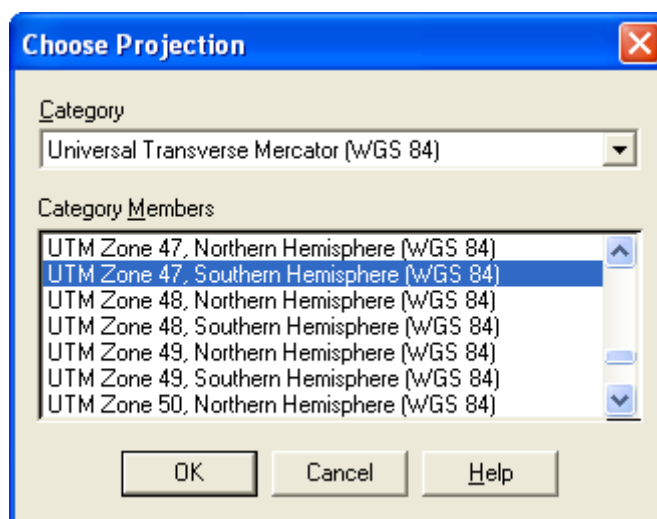 Choose Projection
Category
Universal Transverse Mercator (WGS 84)
Category Members
UTM Zone 47, Northern Hemisphere (WGS 84)
UTM Zone 47, Southern Hemisphere (WGS 84)
UTM Zone 48, Northern Hemisphere (WGS 84)
UTM Zone 48, Southern Hemisphere (WGS 84)
UTM Zone 49, Northern Hemisphere (WGS 84)
UTM Zone 49, Southern Hemisphere (WGS 84)
UTM Zone 50, Northern Hemisphere (WGS 84)
OK Cancel Help